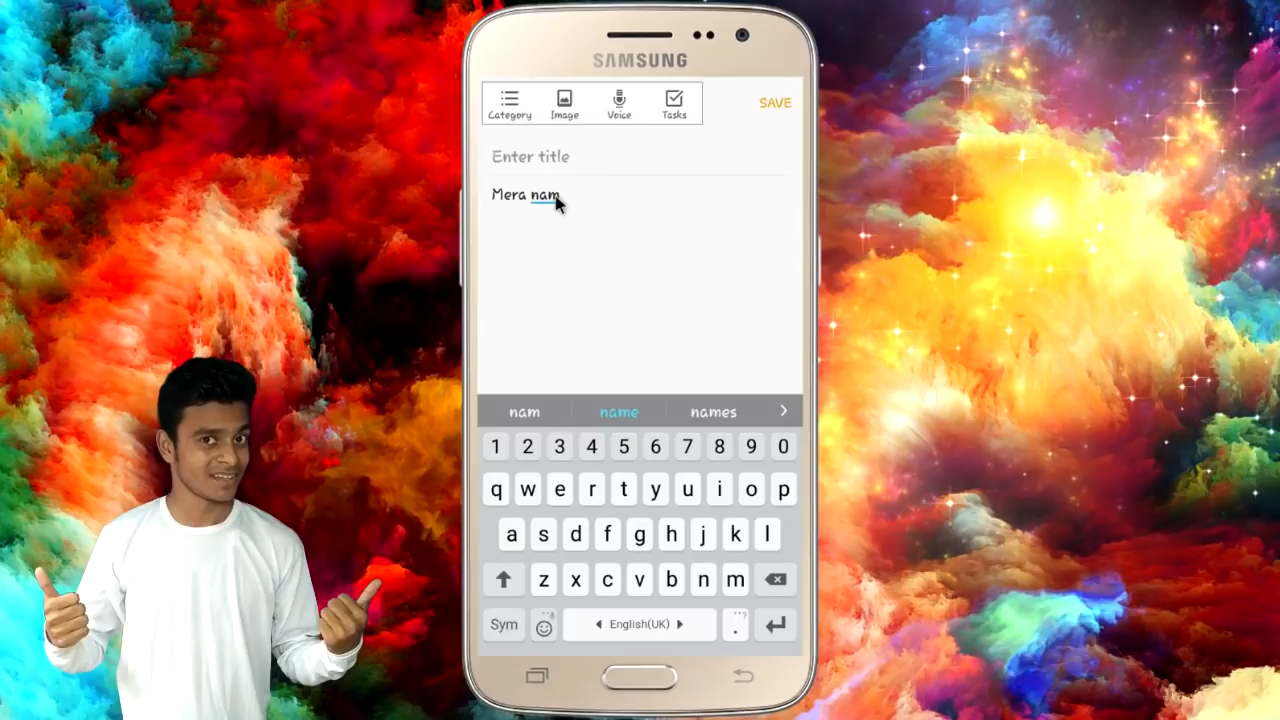 SAMSUNG
Category Image Voice Tasks
SAVE
Enter title
Mera nam
nam name names
1 2 3 4 5 6 7 8 9 0
q w e r t y u i o p
a s d f g h j k l
z x c v b n m
Sym English(UK) .